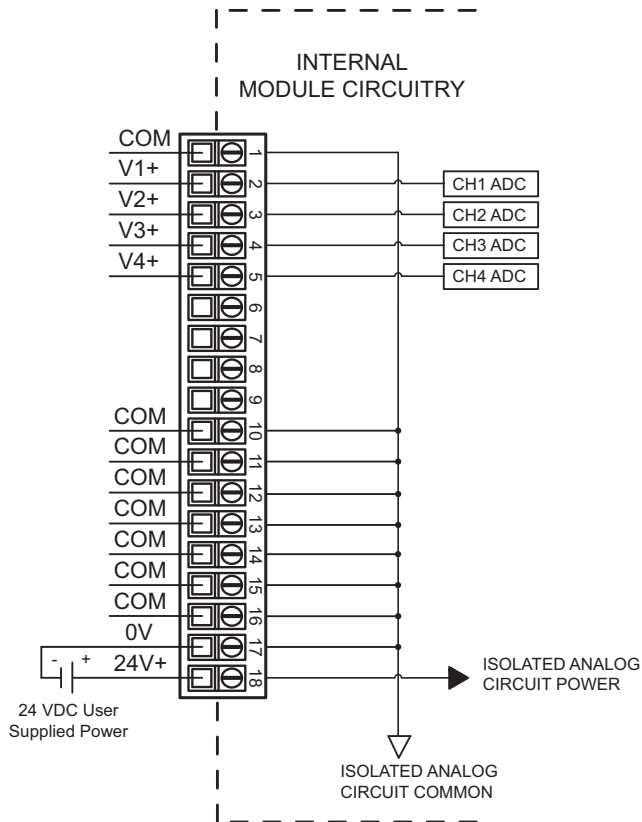 INTERNAL
MODULE CIRCUITRY
COM
1
V1+
2
CH1 ADC
V2+
3
CH2 ADC
V3+
4
CH3 ADC
V4+
5
CH4 ADC
6
7
8
9
COM
10
COM
11
COM
12
COM
13
COM
14
COM
15
COM
16
0V
17
- + 24V+
18
ISOLATED ANALOG
CIRCUIT POWER
24 VDC User
Supplied Power
ISOLATED ANALOG
CIRCUIT COMMON